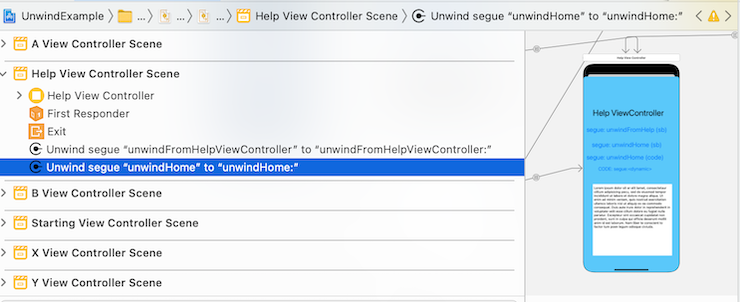 UnwindExample 〉 ... 〉 ... 〉 ... 〉 Help View Controller Scene 〉 Unwind segue “unwindHome” to “unwindHome:”
A View Controller Scene
Help View Controller Scene
Help View Controller
First Responder
Exit
Unwind segue “unwindFromHelpViewController” to “unwindFromHelpViewController:”
Unwind segue “unwindHome” to “unwindHome:”
B View Controller Scene
Starting View Controller Scene
X View Controller Scene
Y View Controller Scene
Help View Controller
Help ViewController
segue: unwindFromHelp (sb)
segue: unwindHome (sb)
segue: unwindHome (code)
CODE: segue<dynamic>